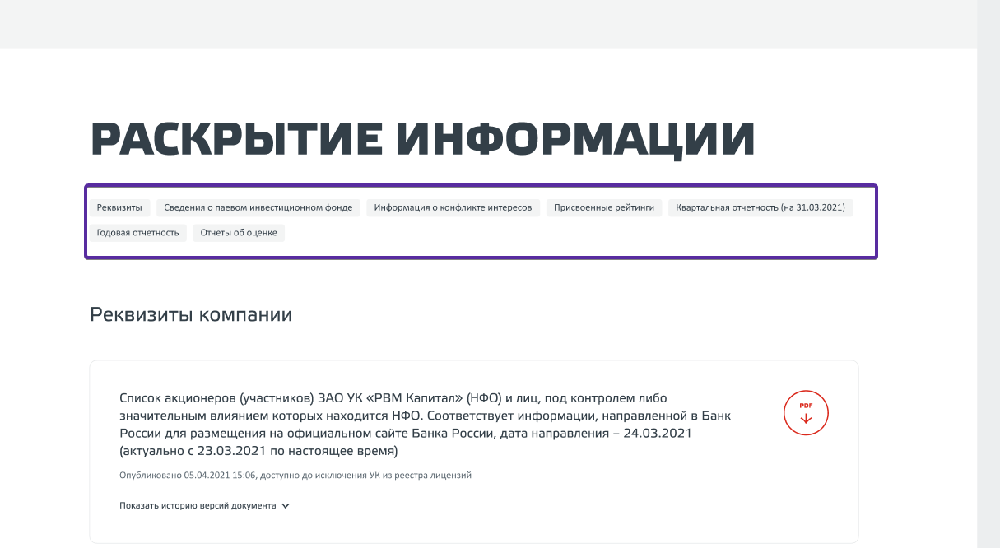 РАСКРЫТИЕ ИНФОРМАЦИИ
Реквизиты Сведения о паевом инвестиционном фонде Информация о конфликте интересов Присвоенные рейтинги Квартальная отчетность (на 31.03.2021)
Годовая отчетность Отчеты об оценке
Реквизиты компании
Список акционеров (участников) ЗАО УК «РВМ Капитал» (НФО) и лиц, под контролем либо
значительным влиянием которых находится НФО. Соответствует информации, направленной в Банк
России для размещения на официальном сайте Банка России, дата направления – 24.03.2021
(актуально с 23.03.2021 по настоящее время)
PDF
Опубликовано 05.04.2021 15:06, доступно до исключения УК из реестра лицензий
Показать историю версий документа